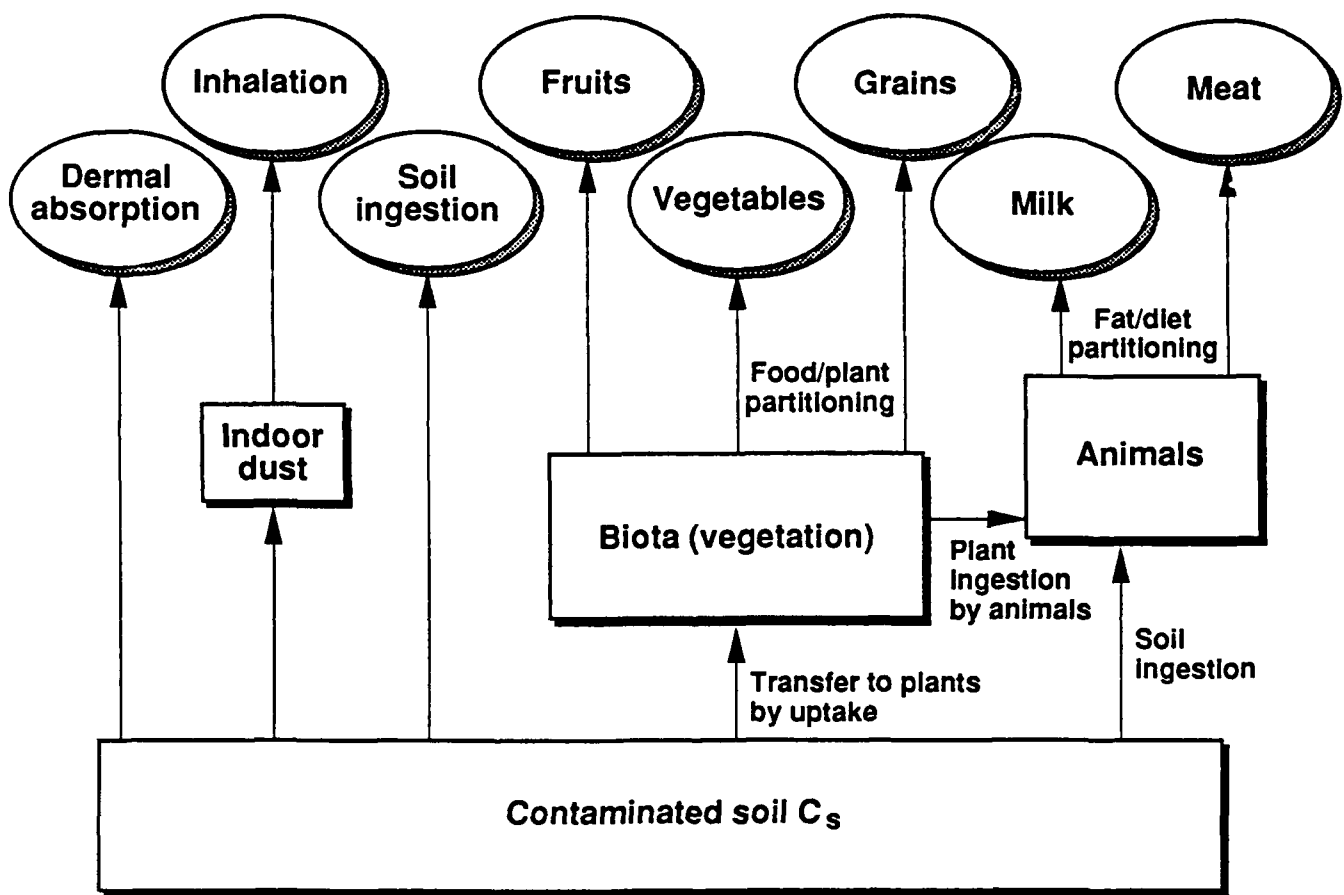 Inhalation
Fruits
Grains
Meat
Dermal
absorption
Soil
ingestion
Vegetables
Milk
Fat/diet
partitioning
Food/plant
partitioning
Indoor
dust
Animals
Biota (vegetation)
Plant
ingestion
by animals
Soil
ingestion
Transfer to plants
by uptake
Contaminated soil Cs